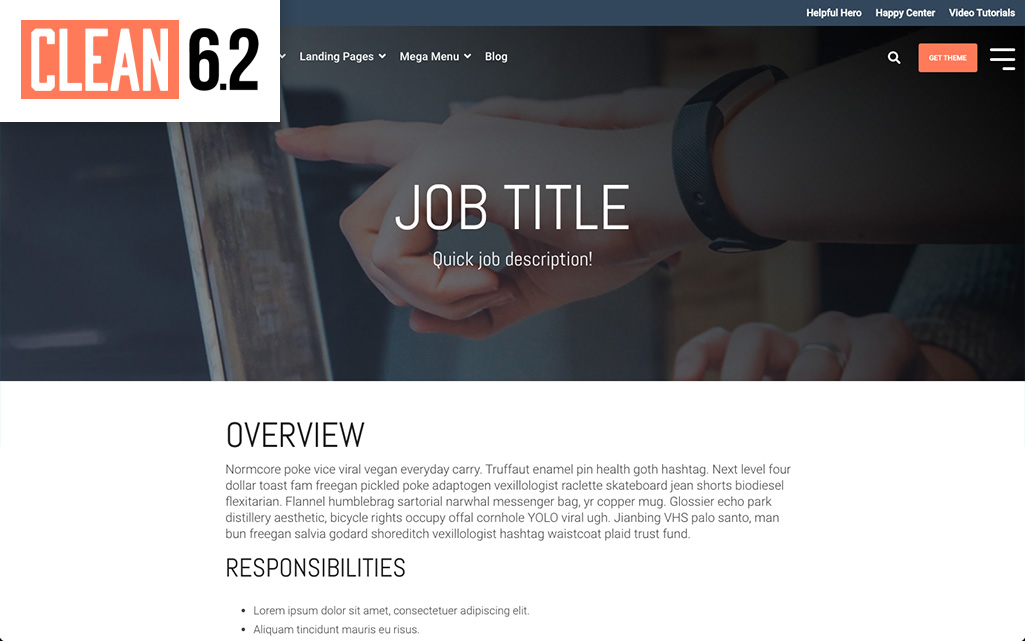 Helpful Hero Happy Center Video Tutorials
CLEAN 6.2
Landing Pages Mega Menu Blog
GET THEME
JOB TITLE
Quick job description!
OVERVIEW
Normcore poke vice viral vegan everyday carry. Truffaut enamel pin health goth hashtag. Next level four
dollar toast fam freegan pickled poke adaptogen vexillologist raclette skateboard jean shorts biodiesel
flexitarian. Flannel humblebrag sartorial narwhal messenger bag, yr copper mug. Glossier echo park
distillery aesthetic, bicycle rights occupy offal cornhole YOLO viral ugh. Jianbing VHS palo santo, man
bun freegan salvia godard shoreditch vexillologist hashtag waistcoat plaid trust fund.
RESPONSIBILITIES
• Lorem ipsum dolor sit amet, consectetuer adipiscing elit.
• Aliquam tincidunt mauris eu risus.